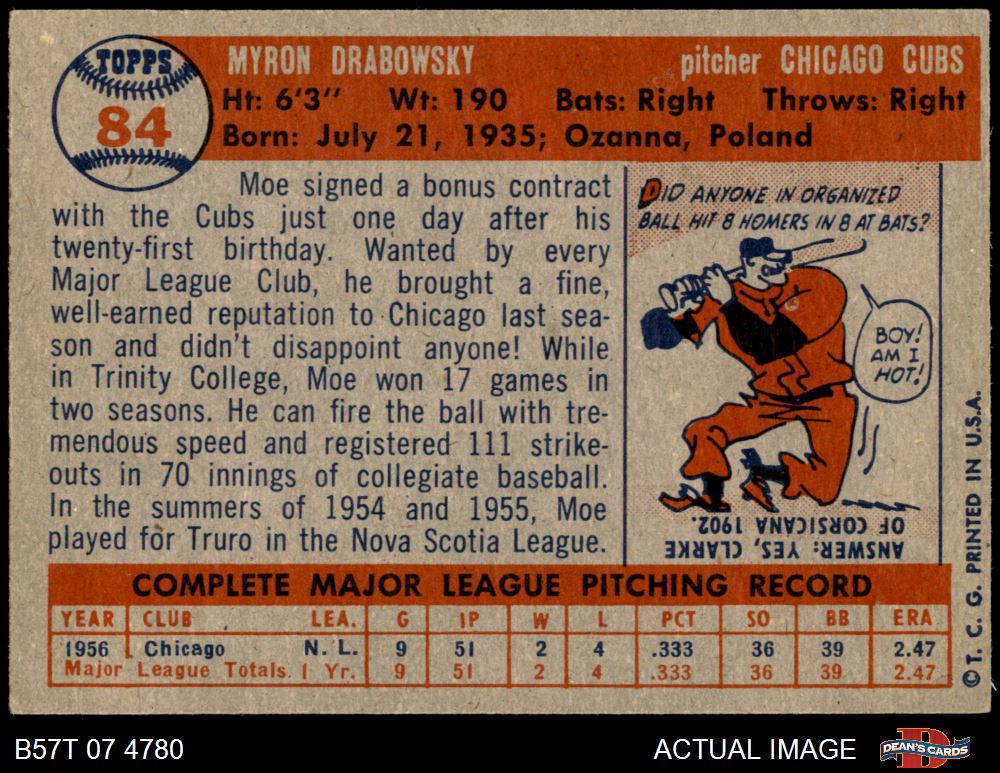 TOPPS
84
MYRON DRABOWSKY pitcher CHICAGO CUBS
Ht: 6'3" Wt: 190 Bats: Right Throws: Right
Born: July 21, 1935; Ozanna, Poland
Moe signed a bonus contract
with the Cubs just one day after his
twenty-first birthday. Wanted by every
Major League Club, he brought a fine,
well-earned reputation to Chicago last sea-
son and didn't disappoint anyone! While
in Trinity College, Moe won 17 games in
two seasons. He can fire the ball with tre-
mendous speed and registered 111 strike-
outs in 70 innings of collegiate baseball.
In the summers of 1954 and 1955, Moe
played for Truro in the Nova Scotia League.
DID ANYONE IN ORGANIZED
BALL HIT 8 HOMERS IN 8 AT BATS?
BOY!
AM I
HOT!
ANSWER: YES, CLARKE
OF CORSICANA 1902.
COMPLETE MAJOR LEAGUE PITCHING RECORD
YEAR CLUB LEA. G IP W L PCT SO BB ERA
1956 Chicago N. L. 9 51 2 4 .333 36 39 2.47
Major League Totals 1 Yr. 9 51 2 4 .333 36 39 2.47
© T. C. G. PRINTED IN U.S.A.
B57T 07 4780 ACTUAL IMAGE DEAN'S CARDS